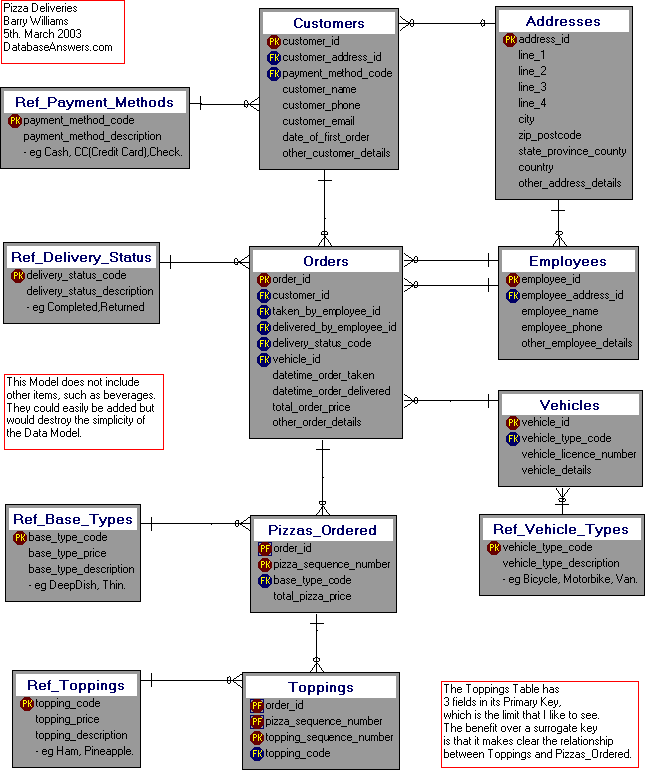 Pizza Deliveries
Barry Williams
5th. March 2003
DatabaseAnswers.com
Customers
PK customer_id
FK customer_address_id
FK payment_method_code
customer_name
customer_phone
customer_email
date_of_first_order
other_customer_details
Addresses
PK address_id
line_1
line_2
line_3
line_4
city
zip_postcode
state_province_county
country
other_address_details
Ref_Payment_Methods
PK payment_method_code
payment_method_description
- eg Cash, CC(Credit Card),Check.
Ref_Delivery_Status
PK delivery_status_code
delivery_status_description
- eg Completed,Returned
Orders
PK order_id
FK customer_id
FK taken_by_employee_id
FK delivered_by_employee_id
FK delivery_status_code
FK vehicle_id
datetime_order_taken
datetime_order_delivered
total_order_price
other_order_details
Employees
PK employee_id
FK employee_address_id
employee_name
employee_phone
other_employee_details
This Model does not include
other items, such as beverages.
They could easily be added but
would destroy the simplicity of
the Data Model.
Vehicles
PK vehicle_id
FK vehicle_type_code
vehicle_licence_number
vehicle_details
Ref_Base_Types
PK base_type_code
base_type_price
base_type_description
- eg DeepDish, Thin.
Pizzas_Ordered
PF order_id
PK pizza_sequence_number
FK base_type_code
total_pizza_price
Ref_Vehicle_Types
PK vehicle_type_code
vehicle_type_description
- eg Bicycle, Motorbike, Van.
Ref_Toppings
PK topping_code
topping_price
topping_description
- eg Ham, Pineapple.
Toppings
PF order_id
PF pizza_sequence_number
PK topping_sequence_number
FK topping_code
The Toppings Table has
3 fields in its Primary Key,
which is the limit that I like to see.
The benefit over a surrogate key
is that it makes clear the relationship
between Toppings and Pizzas_Ordered.